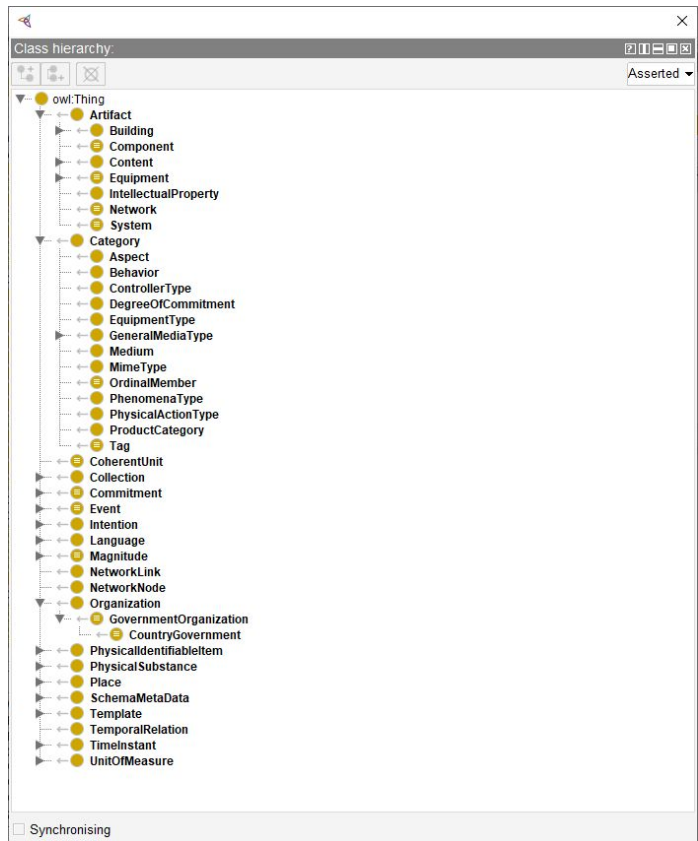 Class hierarchy:
Asserted
owl:Thing
Artifact
Building
Component
Content
Equipment
IntellectualProperty
Network
System
Category
Aspect
Behavior
ControllerType
DegreeOfCommitment
EquipmentType
GeneralMediaType
Medium
MimeType
OrdinalMember
PhenomenaType
PhysicalActionType
ProductCategory
Tag
CoherentUnit
Collection
Commitment
Event
Intention
Language
Magnitude
NetworkLink
NetworkNode
Organization
GovernmentOrganization
CountryGovernment
PhysicalIdentifiableItem
PhysicalSubstance
Place
SchemaMetaData
Template
TemporalRelation
TimeInstant
UnitOfMeasure
Synchronising